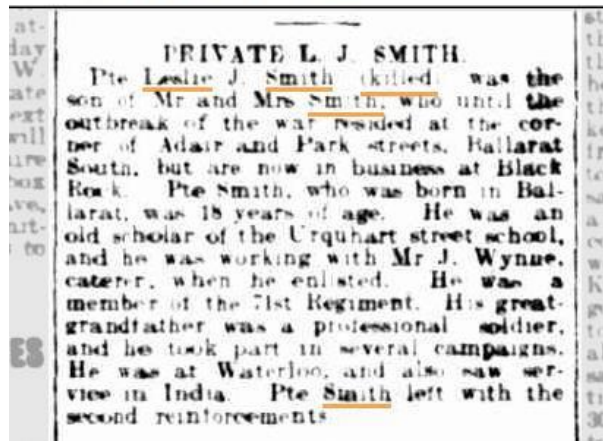 PRIVATE L. J. SMITH.
Pte Leslie J. Smith (killed) was the
son of Mr and Mrs Smith, who until the
outbreak of the war resided at the cor-
ner of Adair and Park streets, Ballarat
South, but are now in business at Black
Rock. Pte Smith, who was born in Bal-
larat, was 18 years of age. He was an
old scholar of the Urquhart street school,
and he was working with Mr J. Wynne,
caterer, when he enlisted. He was a
member of the 71st Regiment. His great-
grandfather was a professional soldier,
and he took part in several campaigns.
He was at Waterloo, and also saw ser-
vice in India. Pte Smith left with the
second reinforcements